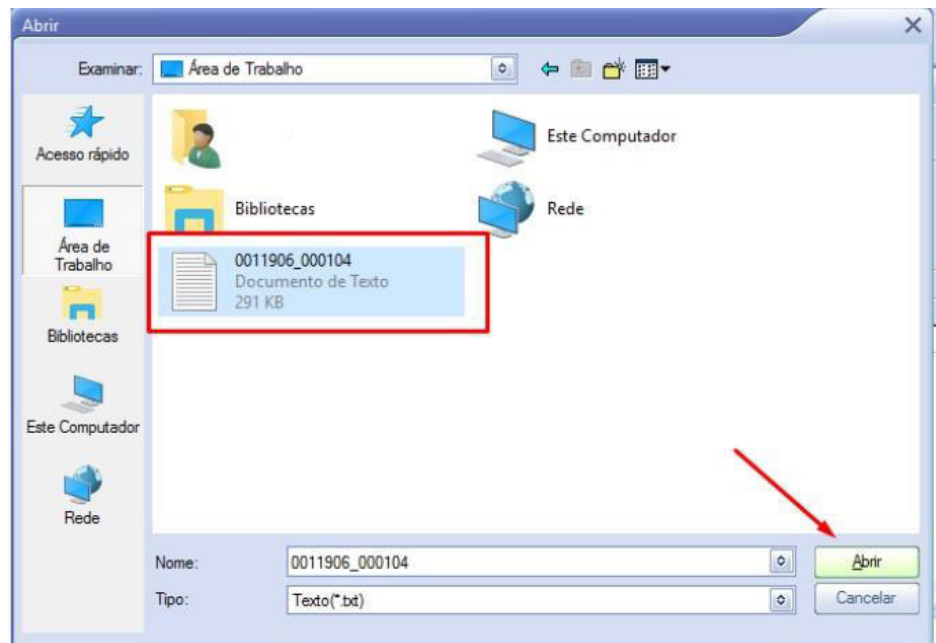 Abrir
Examinar:
Área de Trabalho
Acesso rápido
Área de
Trabalho
Bibliotecas
Este Computador
Rede
Este Computador
Bibliotecas
Rede
0011906_000104
Documento de Texto
291 KB
Nome:
0011906_000104
Abrir
Tipo:
Texto(*.txt)
Cancelar